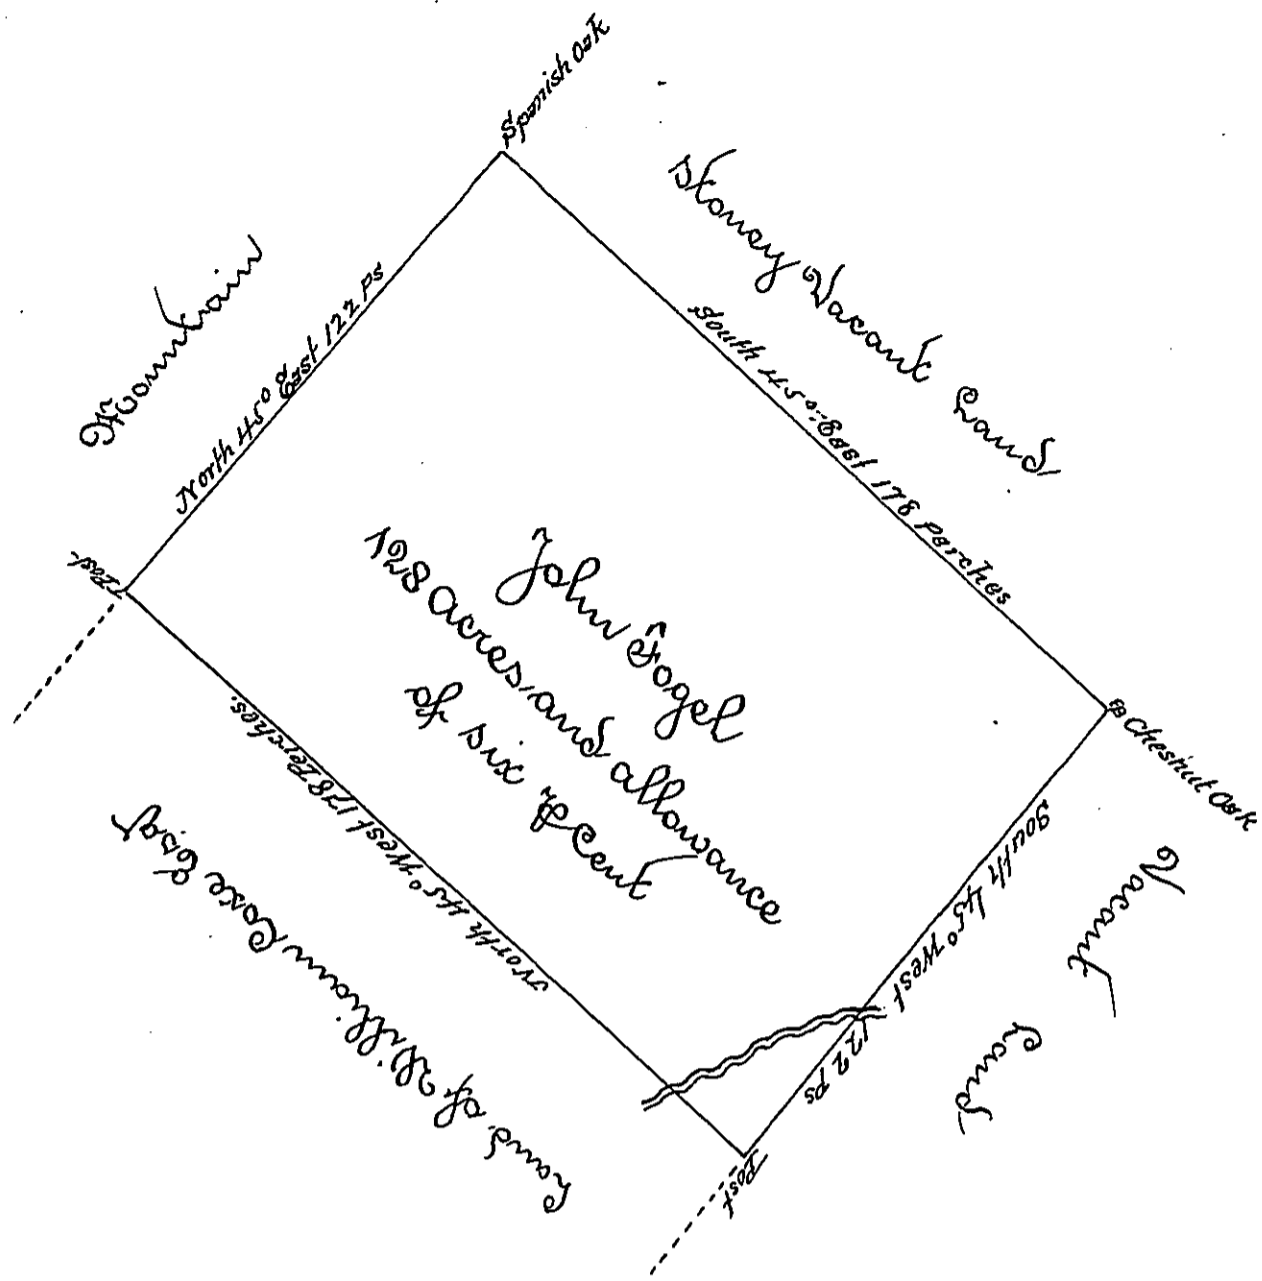 Spanish Oak
Stoney Vacant Land
South 45° East 178 Perches
Mountain
North 45° East 122 ps
Post
John Fogel
128 Acres and allowance
of six ⅌ Cent
Chesnut Oak
South 45° West 122 ps
Vacant
Land
North 45° West 178 Perches.
Land of William Coxe Esqr
Post